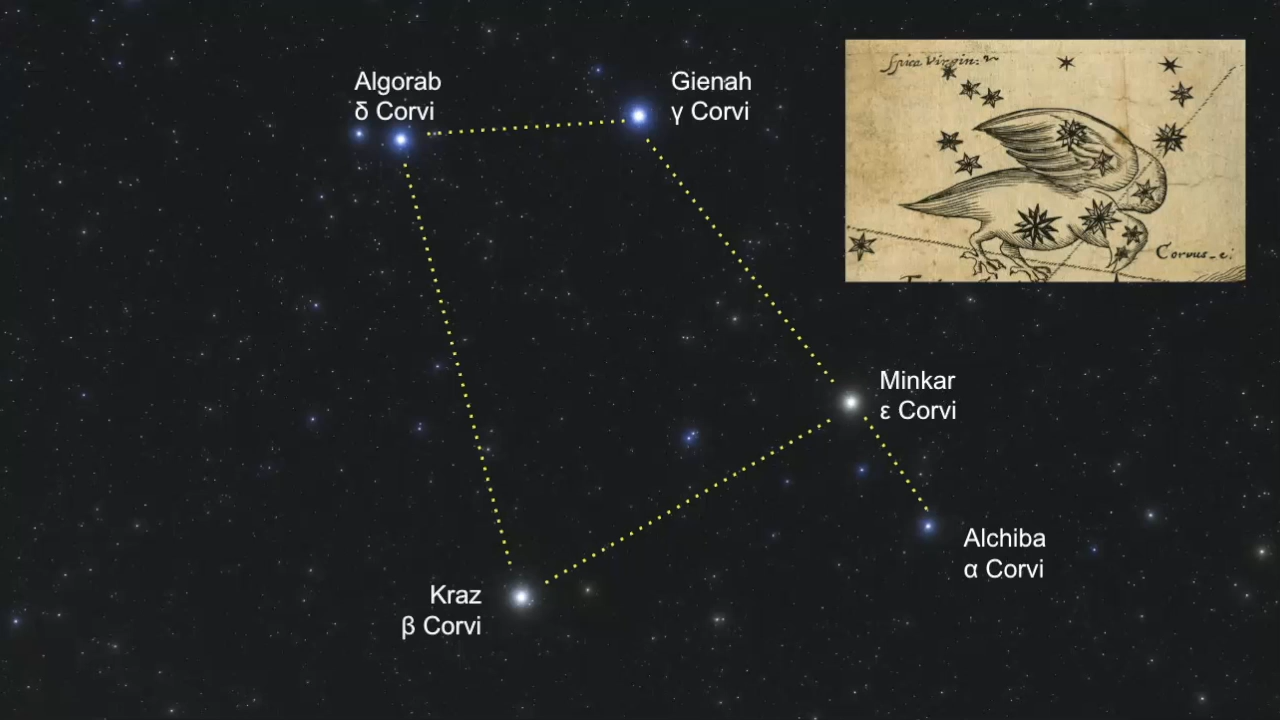 Algorab
δ Corvi
Gienah
γ Corvi
Spica Virgin:
Corvus
Minkar
ε Corvi
Alchiba
α Corvi
Kraz
β Corvi